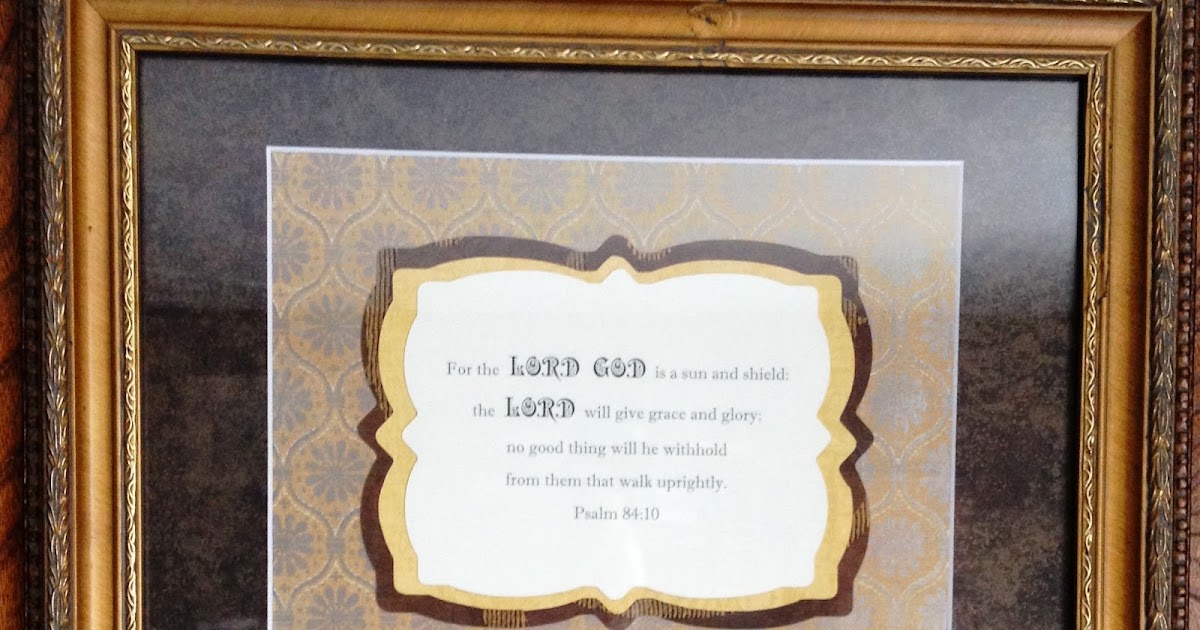 For the LORD GOD is a sun and shield:
the LORD will give grace and glory:
no good thing will he withhold
from them that walk uprightly.
Psalm 84:10